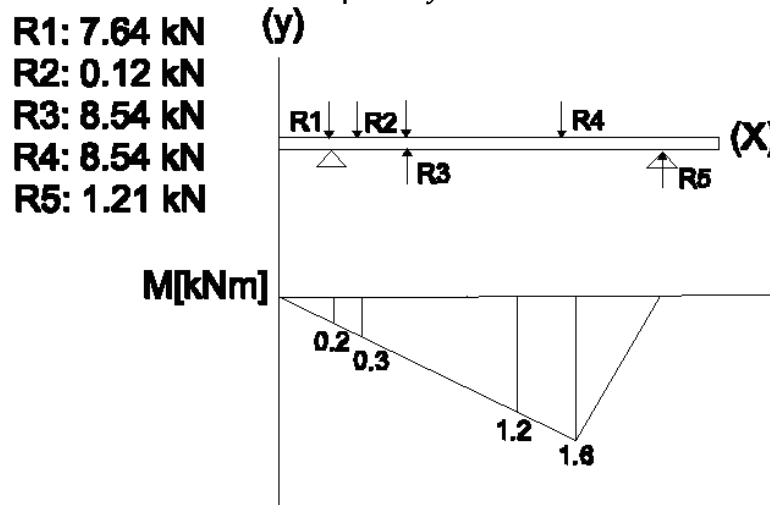 R1: 7.64 kN
R2: 0.12 kN
R3: 8.54 kN
R4: 8.54 kN
R5: 1.21 kN
(y)
R1 R2 R4
(X)
R3 R5
M[kNm]
0.2
0.3
1.2
1.6